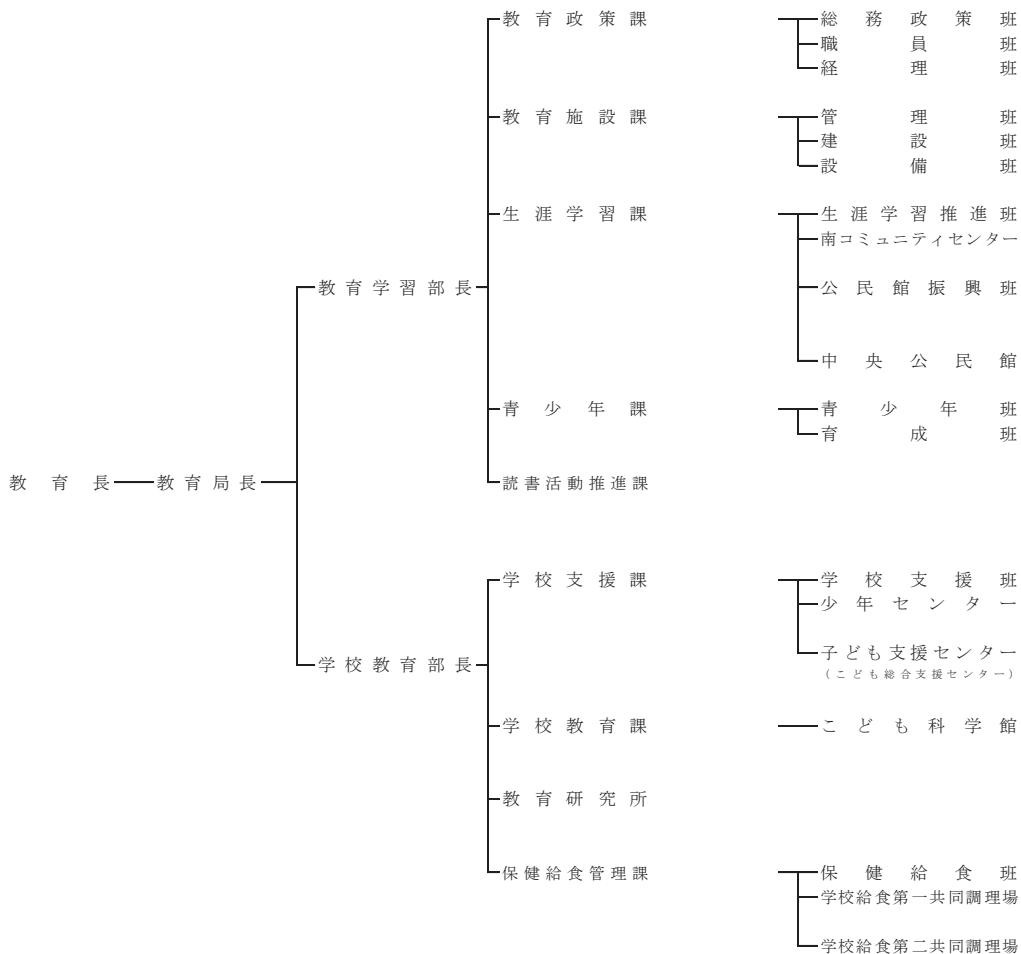 教育政策課 総務政策班
職員班
経理班
教育施設課 管理班
建設班
設備班
生涯学習課 生涯学習推進班
南コミュニティセンター
教育学習部長 公民館振興班
中央公民館
青少年課 青少年班
育成班
教育長 教育局長 読書活動推進課
学校支援課 学校支援班
少年センター
学校教育部長 子ども支援センター
(こども総合支援センター)
学校教育課 こども科学館
教育研究所
保健給食管理課 保健給食班
学校給食第一共同調理場
学校給食第二共同調理場